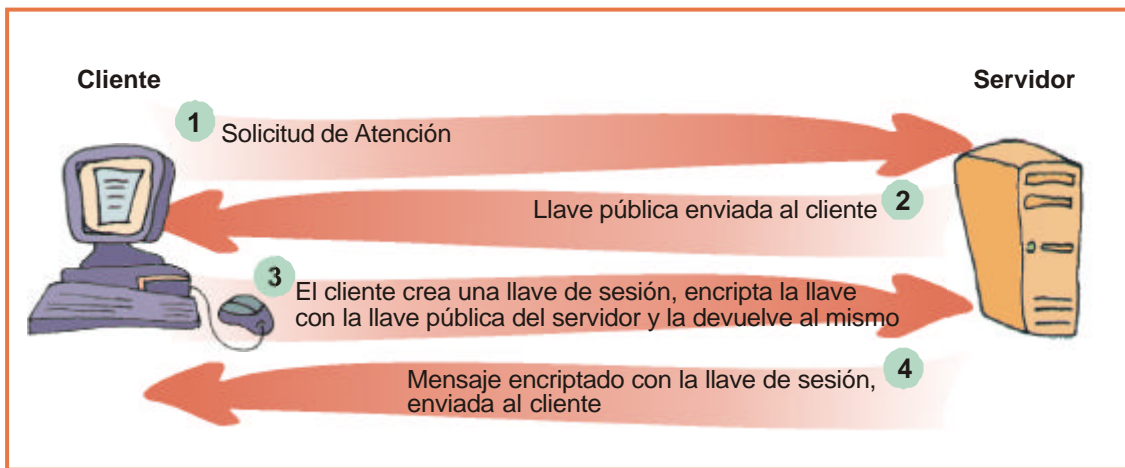 Cliente
Servidor
1
Solicitud de Atención
Llave pública enviada al cliente
2
3
El cliente crea una llave de sesión, encripta la llave
con la llave pública del servidor y la devuelve al mismo
4
Mensaje encriptado con la llave de sesión,
enviada al cliente